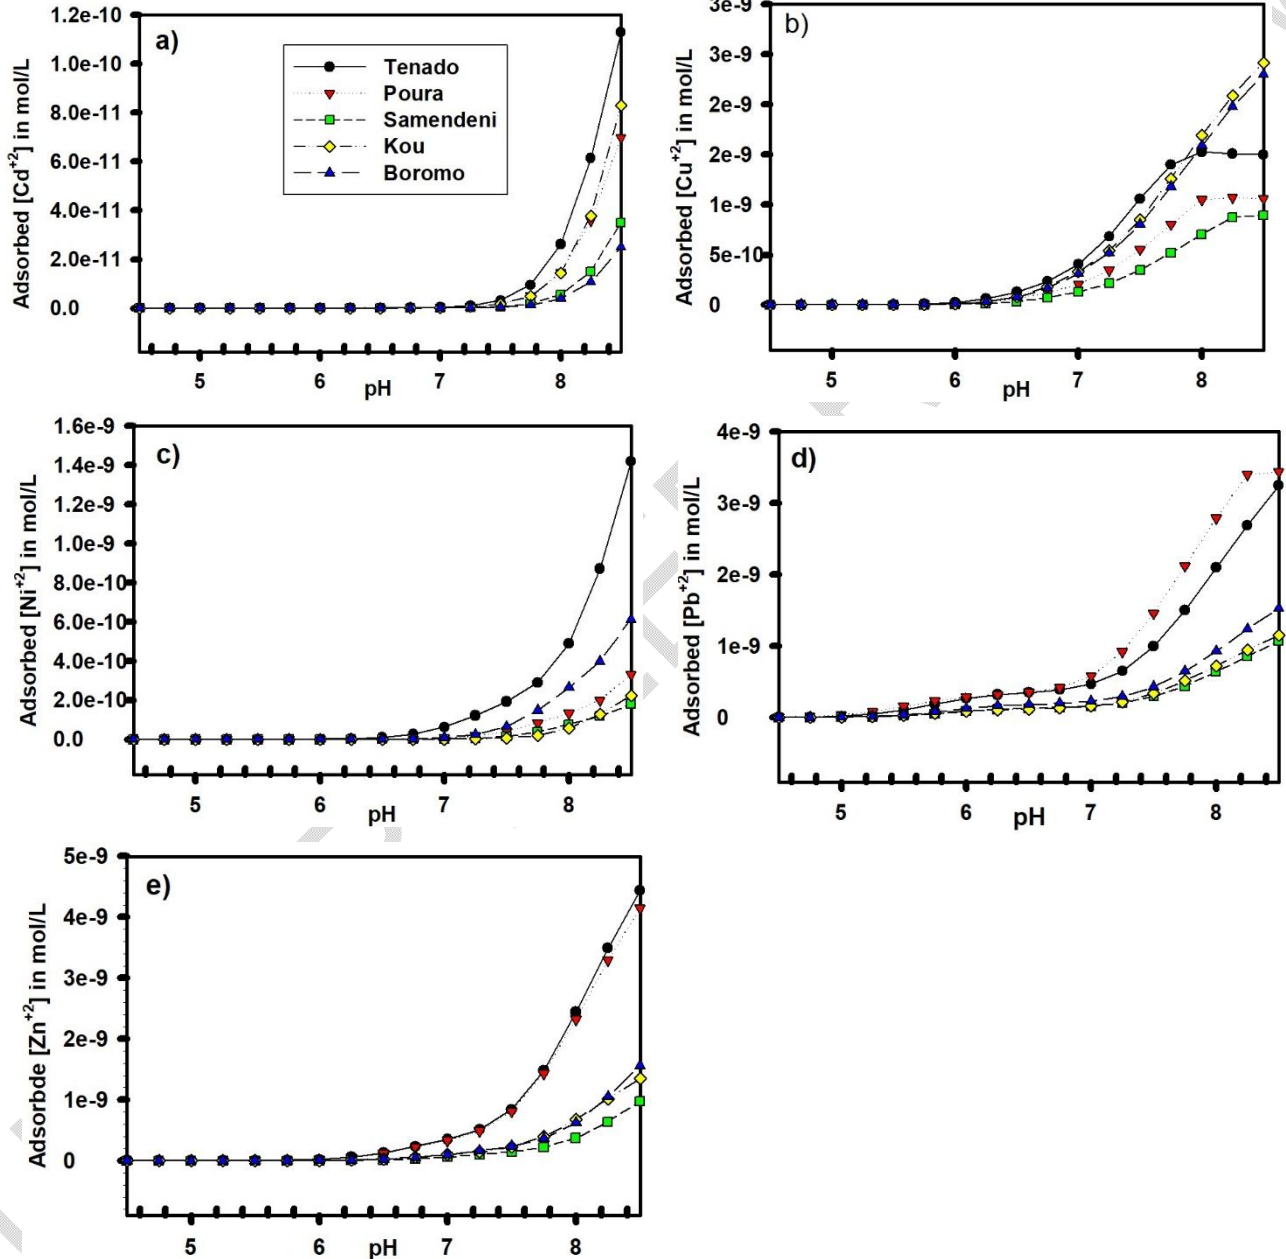 a)
Adsorbed [Cd+2] in mol/L
1.2e-10
1.0e-10
8.0e-11
6.0e-11
4.0e-11
2.0e-11
0.0
Tenado
Poura
Samendeni
Kou
Boromo
5 6 7 8
pH
b)
Adsorbed [Cu+2] in mol/L
3e-9
3e-9
2e-9
2e-9
1e-9
5e-10
0
5 6 7 8
c)
Adsorbed [Ni+2] in mol/L
1.6e-9
1.4e-9
1.2e-9
1.0e-9
8.0e-10
6.0e-10
4.0e-10
2.0e-10
0.0
5 6 7 8
pH
d)
Adsorbed [Pb+2] in mol/L
4e-9
3e-9
2e-9
1e-9
0
5 6 7 8
pH
e)
Adsorbde [Zn+2] in mol/L
5e-9
4e-9
3e-9
2e-9
1e-9
0
5 6 pH 7 8